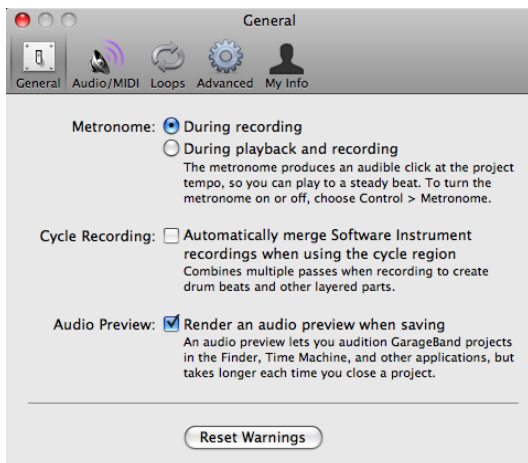 General
General Audio/MIDI Loops Advanced My Info
Metronome: During recording
During playback and recording
The metronome produces an audible click at the project
tempo, so you can play to a steady beat. To turn the
metronome on or off, choose Control > Metronome.
Cycle Recording: Automatically merge Software Instrument
recordings when using the cycle region
Combines multiple passes when recording to create
drum beats and other layered parts.
Audio Preview: Render an audio preview when saving
An audio preview lets you audition GarageBand projects
in the Finder, Time Machine, and other applications, but
takes longer each time you close a project.
Reset Warnings